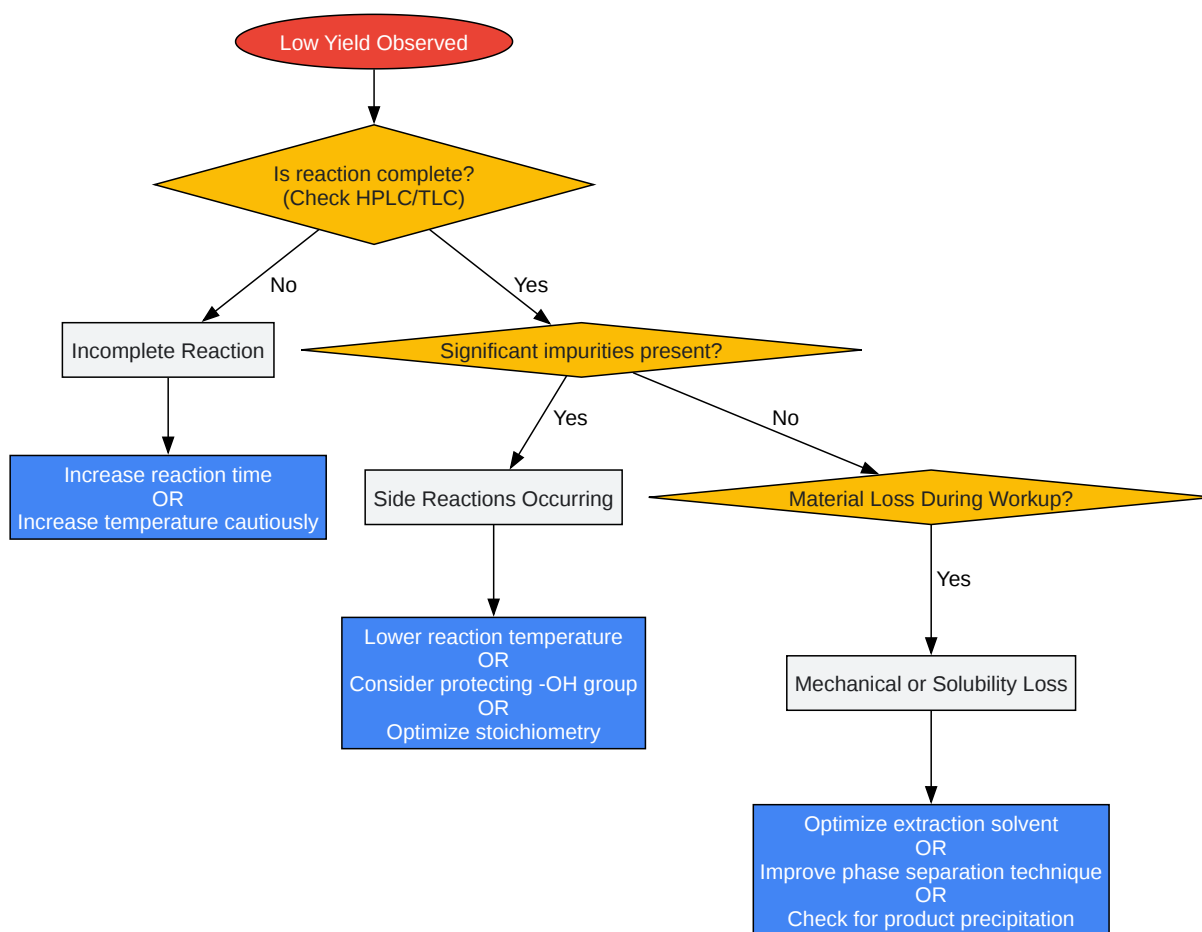 Low Yield Observed
Is reaction complete?
(Check HPLC/TLC)
No
Yes
Incomplete Reaction
Significant impurities present?
Increase reaction time
OR
Increase temperature cautiously
Yes
No
Side Reactions Occurring
Material Loss During Workup?
Lower reaction temperature
OR
Consider protecting -OH group
OR
Optimize stoichiometry
Yes
Mechanical or Solubility Loss
Optimize extraction solvent
OR
Improve phase separation technique
OR
Check for product precipitation